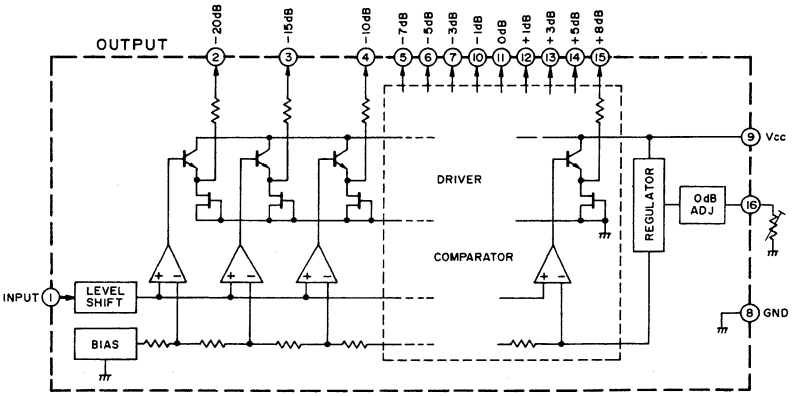 OUTPUT
-20dB
-15dB
-10dB
-7dB
-5dB
-3dB
-1dB
0dB
+1dB
+3dB
+5dB
+8dB
2
3
4
5
6
7
10
11
12
13
14
15
9 Vcc
DRIVER
REGULATOR
0dB
ADJ
16
COMPARATOR
+ -
+ -
+ -
+ -
INPUT 1
LEVEL
SHIFT
8 GND
BIAS